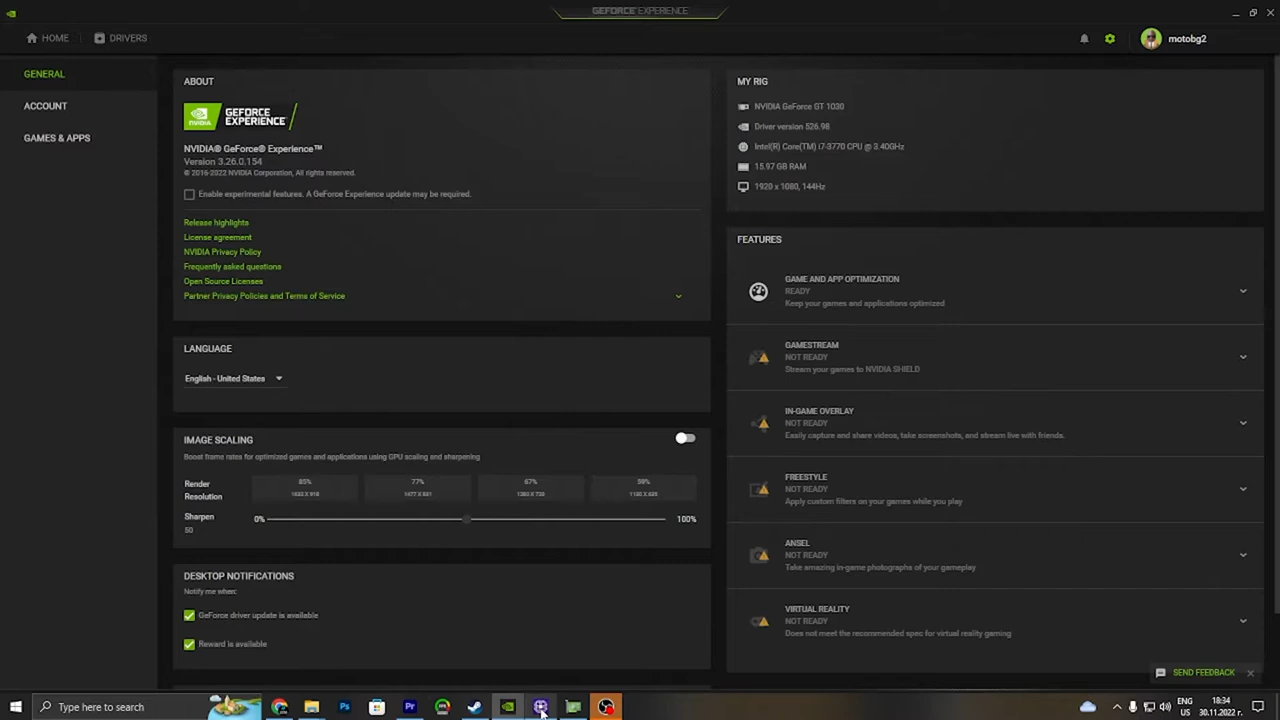 GEFORCE EXPERIENCE
HOME
DRIVERS
motobg2
GENERAL
ACCOUNT
GAMES & APPS
ABOUT
NVIDIA
GEFORCE
EXPERIENCE
NVIDIA® GeForce® Experience™
Version 3.26.0.154
© 2016-2022 NVIDIA Corporation, All rights reserved.
Enable experimental features. A GeForce Experience update may be required.
Release highlights
License agreement
NVIDIA Privacy Policy
Frequently asked questions
Open Source Licenses
Partner Privacy Policies and Terms of Service
LANGUAGE
English - United States
IMAGE SCALING
Boost frame rates for optimized games and applications using GPU scaling and sharpening
Render
Resolution
85%
77%
67%
59%
1632 X 918
1477 X 831
1280 X 720
Sharpen
50
0%
100%
DESKTOP NOTIFICATIONS
Notify me when:
GeForce driver update is available
Reward is available
MY RIG
NVIDIA GeForce GT 1030
Driver version 526.98
Intel(R) Core(TM) i7-3770 CPU @ 3.40GHz
15.97 GB RAM
1920 x 1080, 144Hz
FEATURES
GAME AND APP OPTIMIZATION
READY
Keep your games and applications optimized
GAMESTREAM
NOT READY
Stream your games to NVIDIA SHIELD
IN-GAME OVERLAY
NOT READY
Easily capture and share videos, take screenshots, and stream live with friends.
FREESTYLE
NOT READY
Apply custom filters on your games while you play
ANSEL
NOT READY
Take amazing in-game photographs of your gameplay
VIRTUAL REALITY
NOT READY
Does not meet the recommended spec for virtual reality gaming
SEND FEEDBACK
Type here to search
Ps
Pr
ENG
US
18:34
30.11.2022 г.